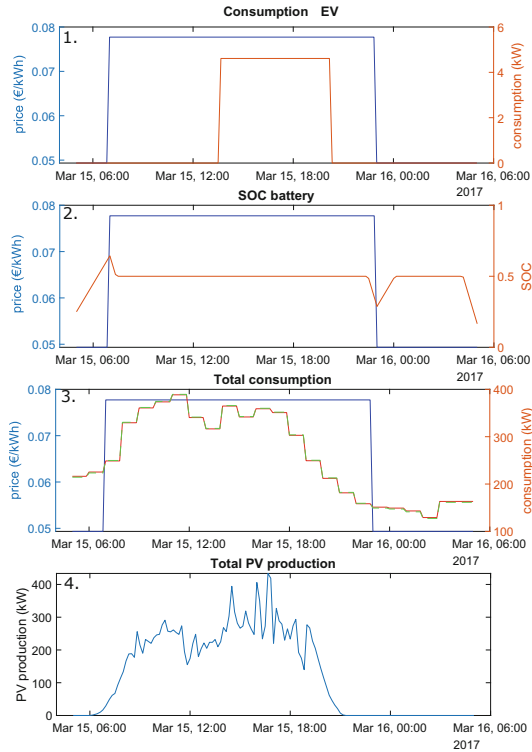 Consumption EV
1.
price (€/kWh)
0.08
0.07
0.06
0.05
6
4
2
0
consumption (kW)
Mar 15, 06:00 Mar 15, 12:00 Mar 15, 18:00 Mar 16, 00:00 Mar 16, 06:00
2017
SOC battery
2.
price (€/kWh)
0.08
0.07
0.06
0.05
1
0.5
0
SOC
Mar 15, 06:00 Mar 15, 12:00 Mar 15, 18:00 Mar 16, 00:00 Mar 16, 06:00
2017
Total consumption
3.
price (€/kWh)
0.08
0.07
0.06
0.05
400
300
200
100
consumption (kW)
Mar 15, 06:00 Mar 15, 12:00 Mar 15, 18:00 Mar 16, 00:00 Mar 16, 06:00
2017
Total PV production
4.
PV production (kW)
400
300
200
100
0
Mar 15, 06:00 Mar 15, 12:00 Mar 15, 18:00 Mar 16, 00:00 Mar 16, 06:00
2017